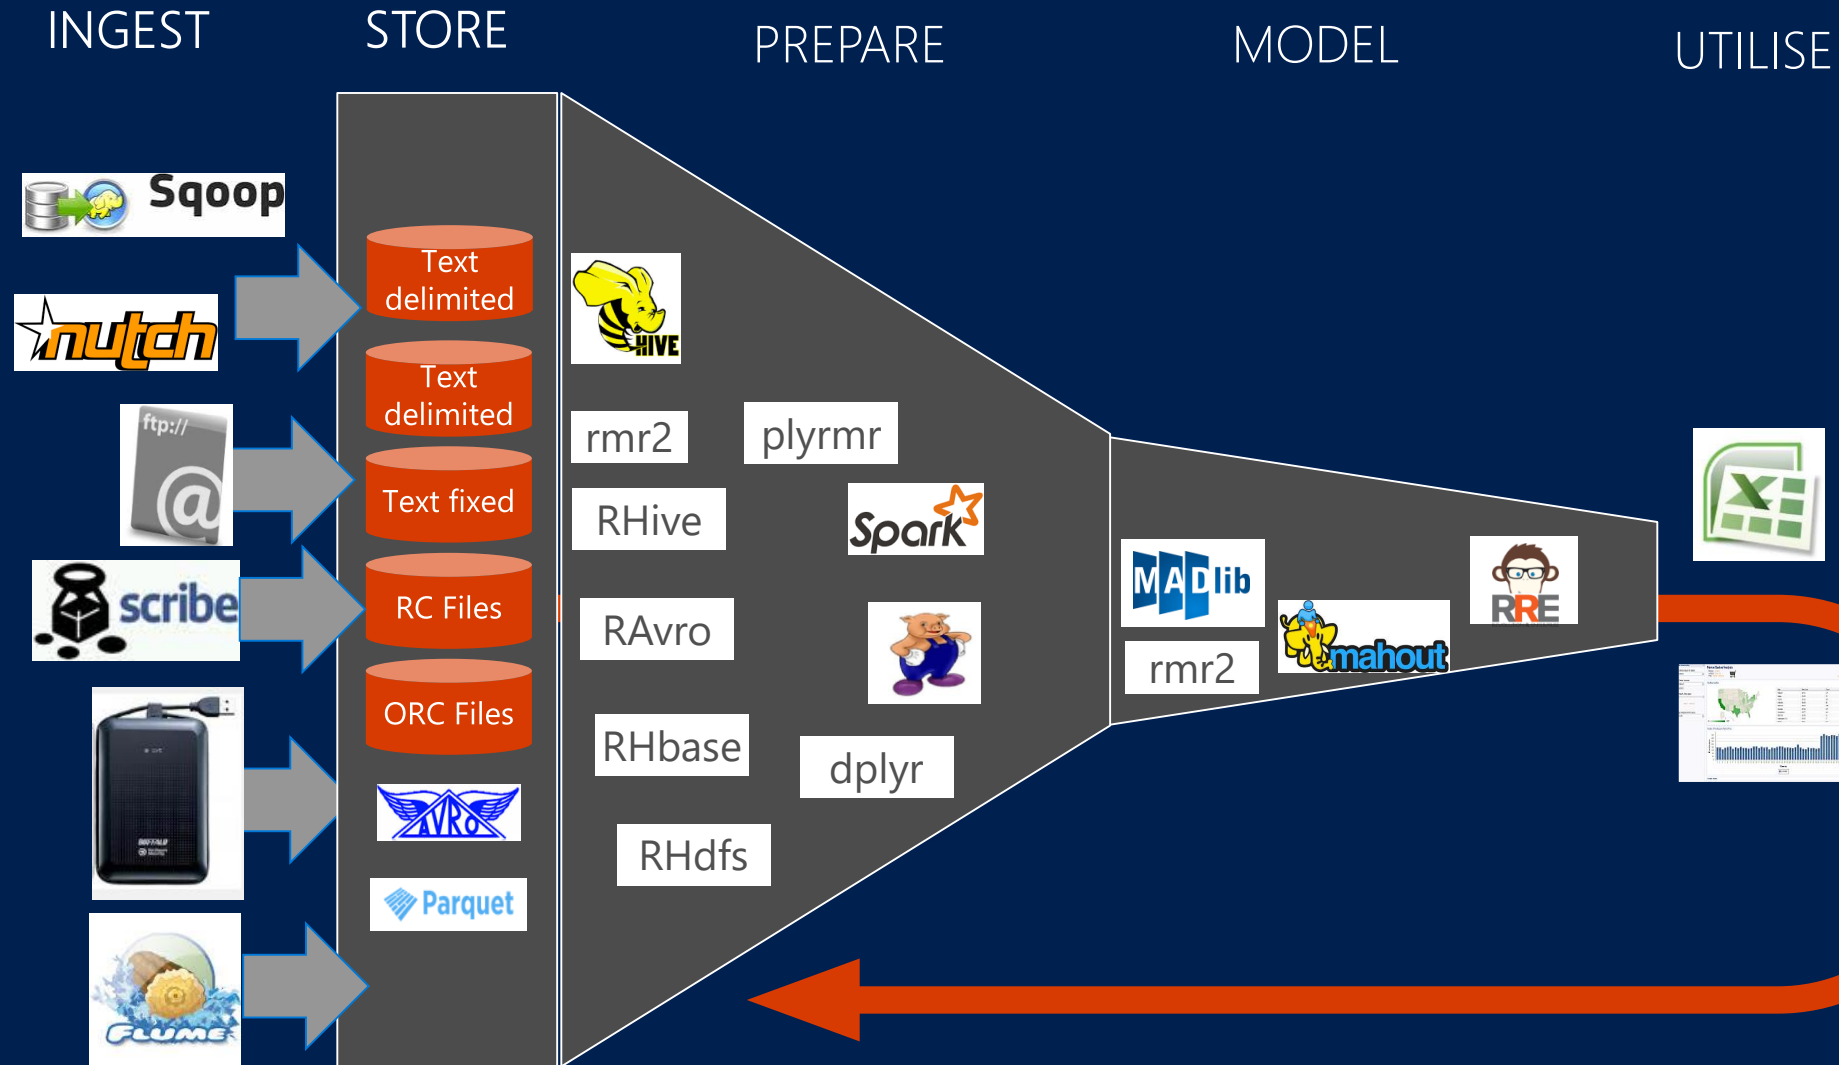 INGEST
STORE
PREPARE
MODEL
UTILISE
Sqoop
nutch
ftp://
@
scribe
BUFFALO
FLUME
Text
delimited
Text
delimited
Text fixed
RC Files
ORC Files
AVRO
Parquet
HIVE
rmr2
plyrmr
RHive
Spark
RAvro
RHbase
dplyr
RHdfs
MADlib
rmr2
mahout
RRE